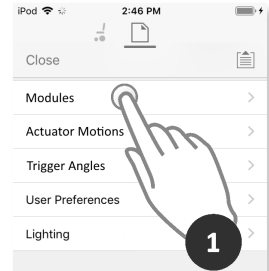 iPod 2:46 PM
Close
Modules
Actuator Motions
Trigger Angles
User Preferences
Lighting
1